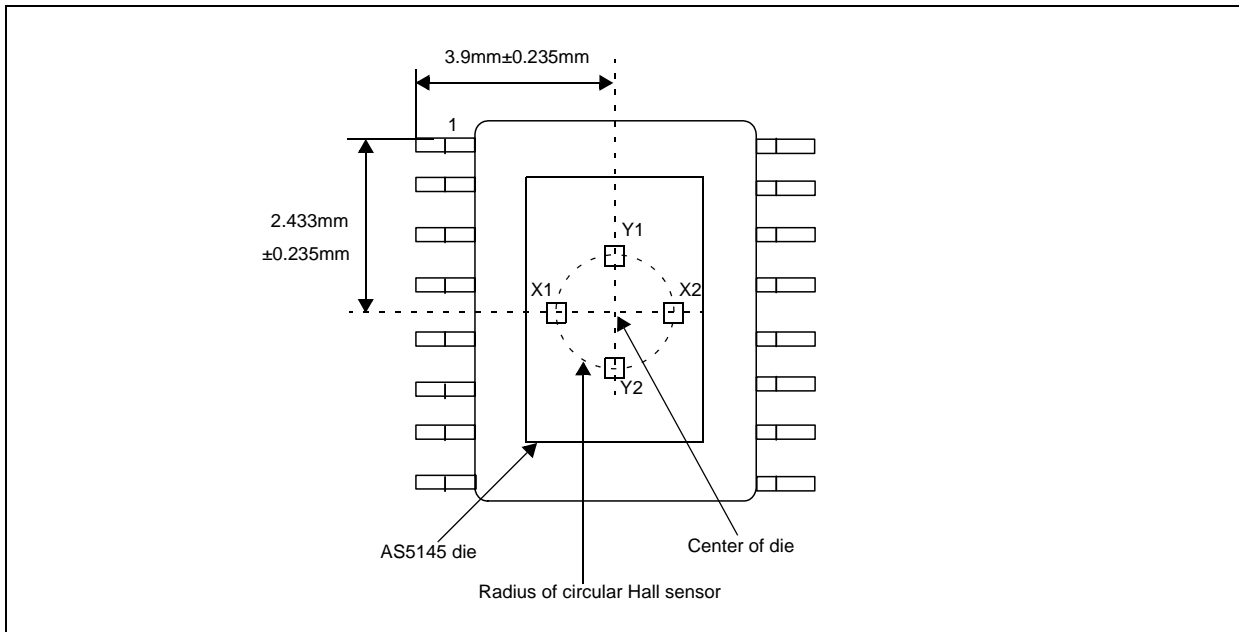 3.9mm±0.235mm
1
2.433mm
±0.235mm
Y1
X1
X2
Y2
AS5145 die
Center of die
Radius of circular Hall sensor